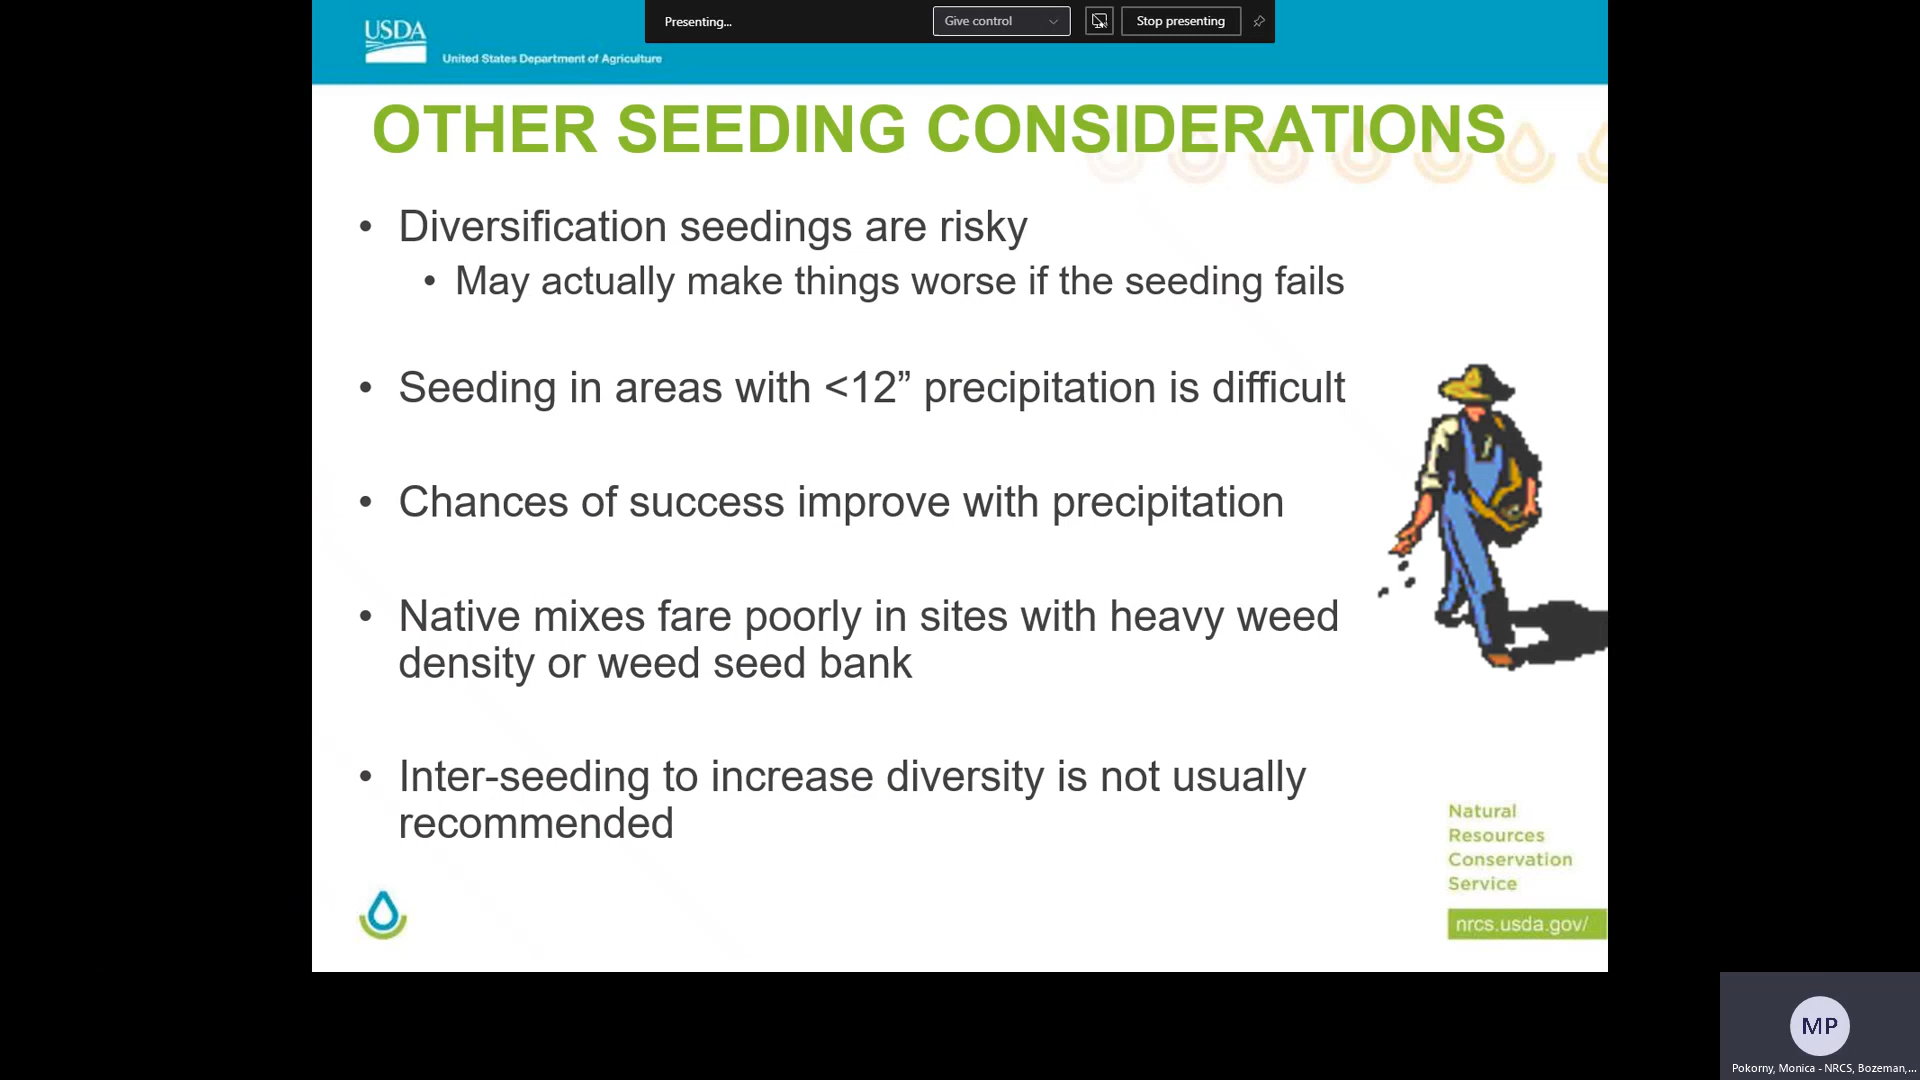 Presenting...
Give control
Stop presenting
USDA
United States Department of Agriculture
OTHER SEEDING CONSIDERATIONS
• Diversification seedings are risky
• May actually make things worse if the seeding fails
• Seeding in areas with <12” precipitation is difficult
• Chances of success improve with precipitation
• Native mixes fare poorly in sites with heavy weed
density or weed seed bank
• Inter-seeding to increase diversity is not usually
recommended
Natural
Resources
Conservation
Service
nrcs.usda.gov/
MP
Pokorny, Monica - NRCS, Bozeman,...